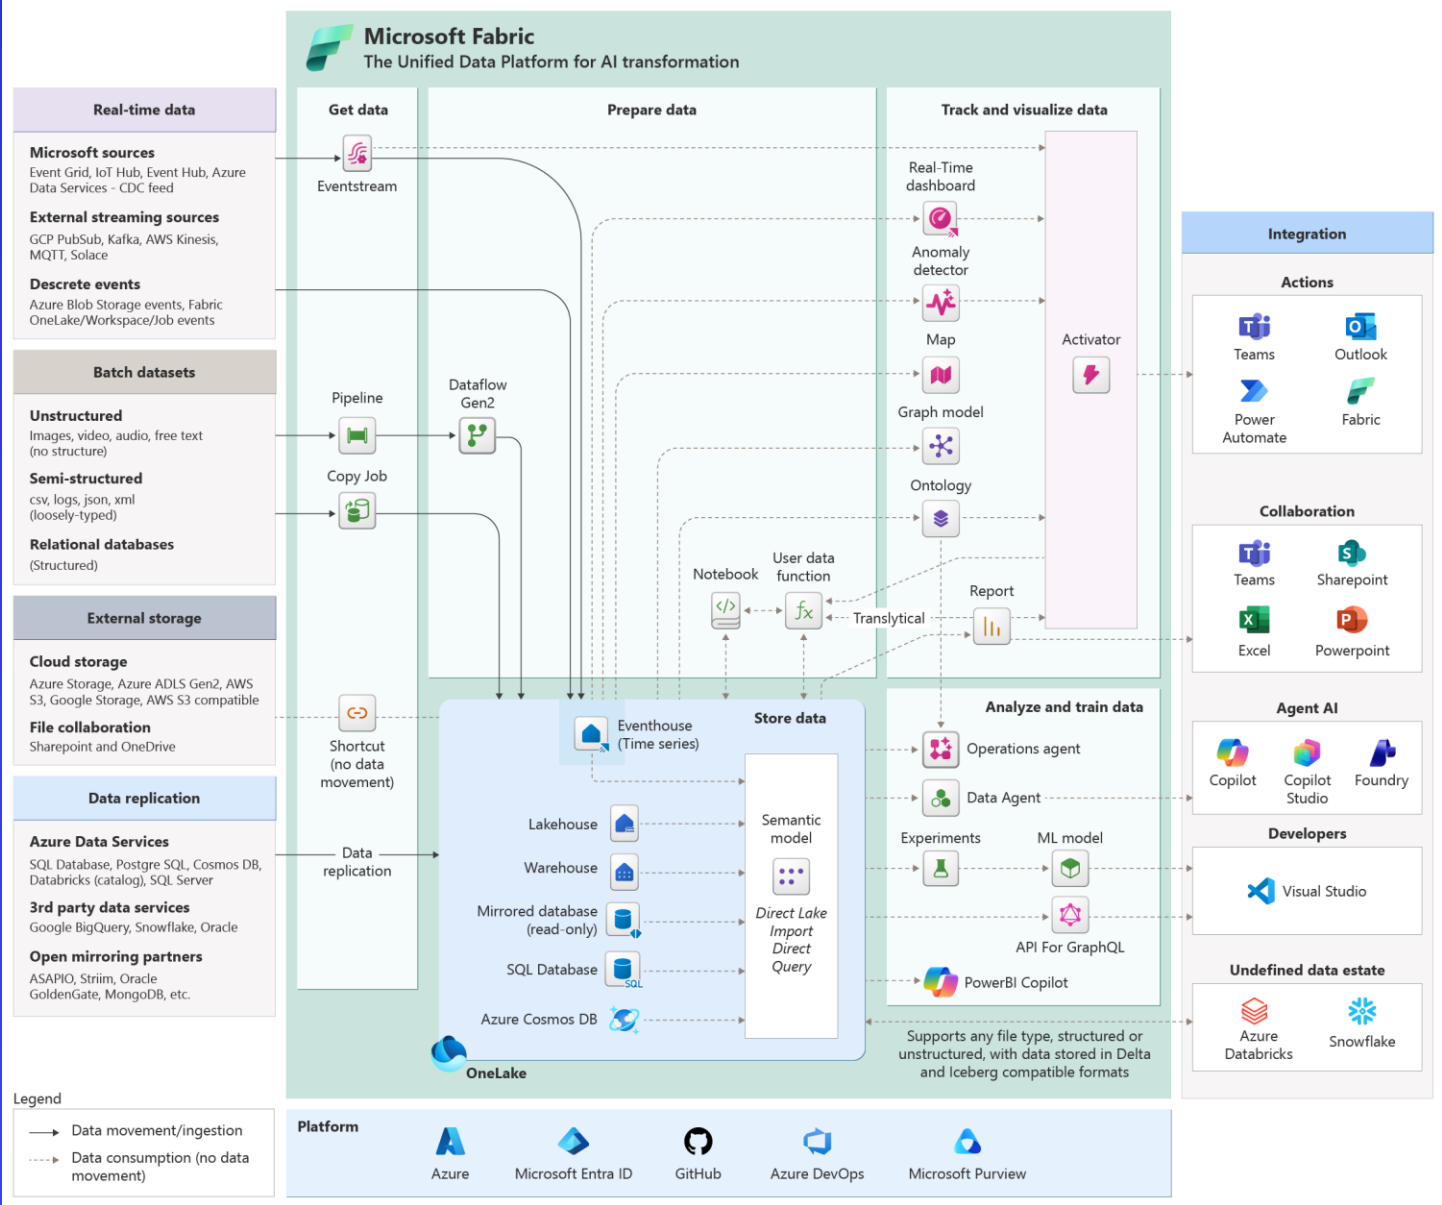 Microsoft Fabric
The Unified Data Platform for AI transformation
Real-time data
Microsoft sources
Event Grid, IoT Hub, Event Hub, Azure
Data Services - CDC feed
External streaming sources
GCP PubSub, Kafka, AWS Kinesis,
MQTT, Solace
Descrete events
Azure Blob Storage events, Fabric
OneLake/Workspace/Job events
Batch datasets
Unstructured
Images, video, audio, free text
(no structure)
Semi-structured
csv, logs, json, xml
(loosely-typed)
Relational databases
(Structured)
External storage
Cloud storage
Azure Storage, Azure ADLS Gen2, AWS
S3, Google Storage, AWS S3 compatible
File collaboration
Sharepoint and OneDrive
Data replication
Azure Data Services
SQL Database, Postgre SQL, Cosmos DB,
Databricks (catalog), SQL Server
3rd party data services
Google BigQuery, Snowflake, Oracle
Open mirroring partners
ASAPIO, Striim, Oracle
GoldenGate, MongoDB, etc.
Legend
Data movement/ingestion
Data consumption (no data
movement)
Get data
Eventstream
Pipeline
Copy Job
Shortcut
(no data
movement)
Data
replication
Prepare data
Dataflow
Gen2
Notebook
User data
function
Translytical
Track and visualize data
Real-Time
dashboard
Anomaly
detector
Map
Graph model
Ontology
Report
Activator
Store data
Eventhouse
(Time series)
Lakehouse
Warehouse
Mirrored database
(read-only)
SQL Database
SQL
Azure Cosmos DB
Semantic
model
Direct Lake
Import
Direct
Query
OneLake
Analyze and train data
Operations agent
Data Agent
Experiments
ML model
API For GraphQL
PowerBI Copilot
Supports any file type, structured or
unstructured, with data stored in Delta
and Iceberg compatible formats
Integration
Actions
Teams
Outlook
Power
Automate
Fabric
Collaboration
Teams
Sharepoint
Excel
Powerpoint
Agent AI
Copilot
Copilot
Studio
Foundry
Developers
Visual Studio
Undefined data estate
Azure
Databricks
Snowflake
Platform
Azure
Microsoft Entra ID
GitHub
Azure DevOps
Microsoft Purview